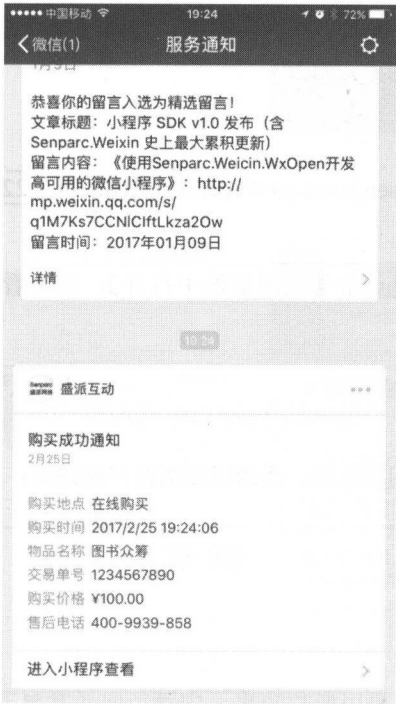 中国移动 19:24 72%
微信(1) 服务通知
1月9日
恭喜你的留言入选为精选留言！
文章标题：小程序 SDK v1.0 发布（含
Senparc.Weixin 史上最大累积更新）
留言内容：《使用Senparc.Weicin.WxOpen开发
高可用的微信小程序》：http://
mp.weixin.qq.com/s/
q1M7Ks7CCNlCIftLkza2Ow
留言时间：2017年01月09日
详情
19:24
Senparc
盛派网络 盛派互动
购买成功通知
2月25日
购买地点 在线购买
购买时间 2017/2/25 19:24:06
物品名称 图书众筹
交易单号 1234567890
购买价格 ¥100.00
售后电话 400-9939-858
进入小程序查看